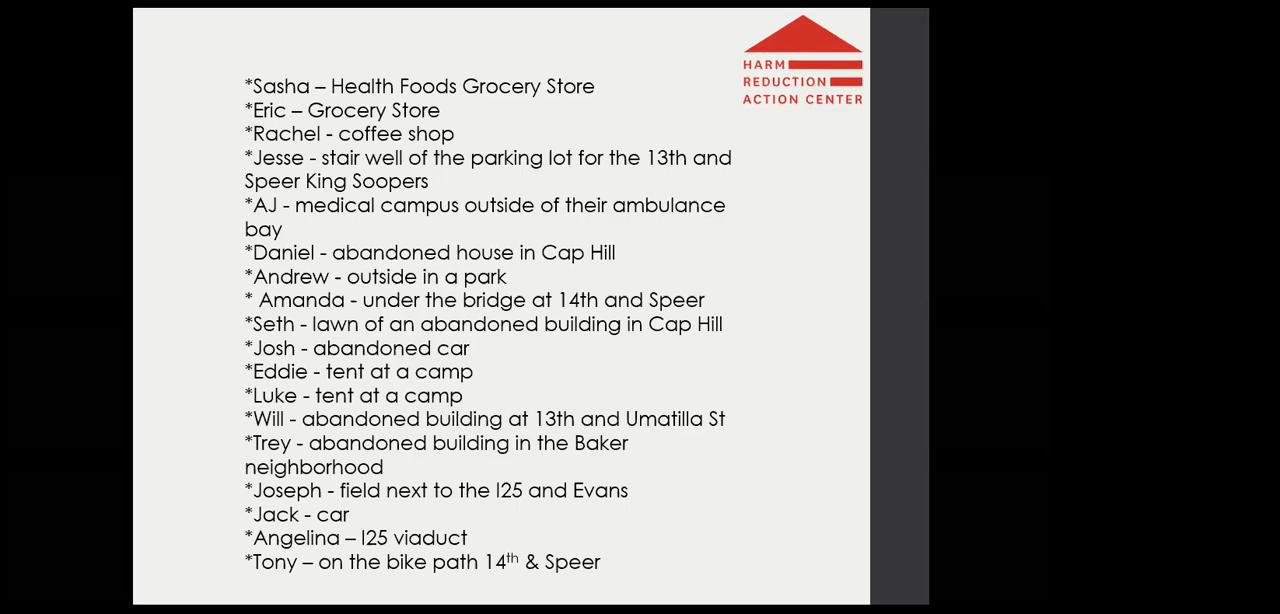 HARM
REDUCTION
ACTION CENTER
*Sasha – Health Foods Grocery Store
*Eric – Grocery Store
*Rachel - coffee shop
*Jesse - stair well of the parking lot for the 13th and
Speer King Soopers
*AJ - medical campus outside of their ambulance
bay
*Daniel - abandoned house in Cap Hill
*Andrew - outside in a park
* Amanda - under the bridge at 14th and Speer
*Seth - lawn of an abandoned building in Cap Hill
*Josh - abandoned car
*Eddie - tent at a camp
*Luke - tent at a camp
*Will - abandoned building at 13th and Umatilla St
*Trey - abandoned building in the Baker
neighborhood
*Joseph - field next to the I25 and Evans
*Jack - car
*Angelina – I25 viaduct
*Tony – on the bike path 14th & Speer